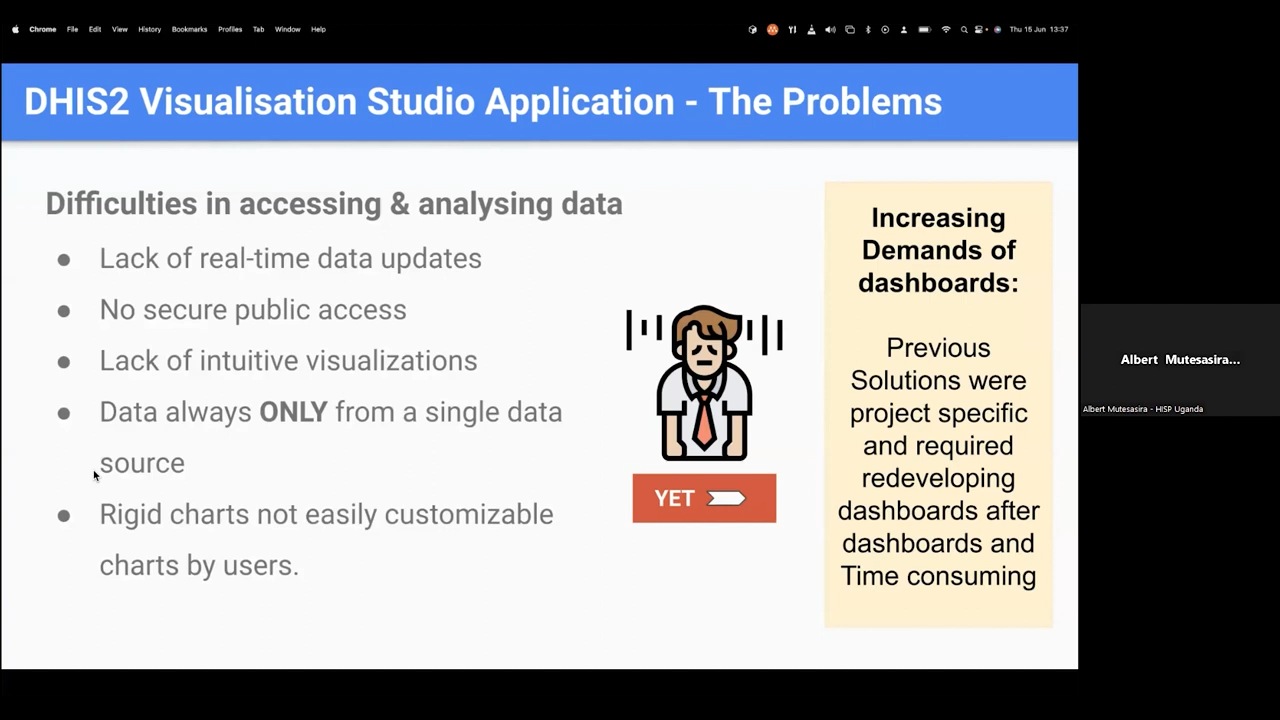 Chrome File Edit View History Bookmarks Profiles Tab Window Help
Thu 15 Jun 13:37
DHIS2 Visualisation Studio Application - The Problems
Difficulties in accessing & analysing data
● Lack of real-time data updates
● No secure public access
● Lack of intuitive visualizations
● Data always ONLY from a single data
source
● Rigid charts not easily customizable
charts by users.
YET
Increasing
Demands of
dashboards:
Previous
Solutions were
project specific
and required
redeveloping
dashboards after
dashboards and
Time consuming
Albert Mutesasira...
Albert Mutesasira - HISP Uganda